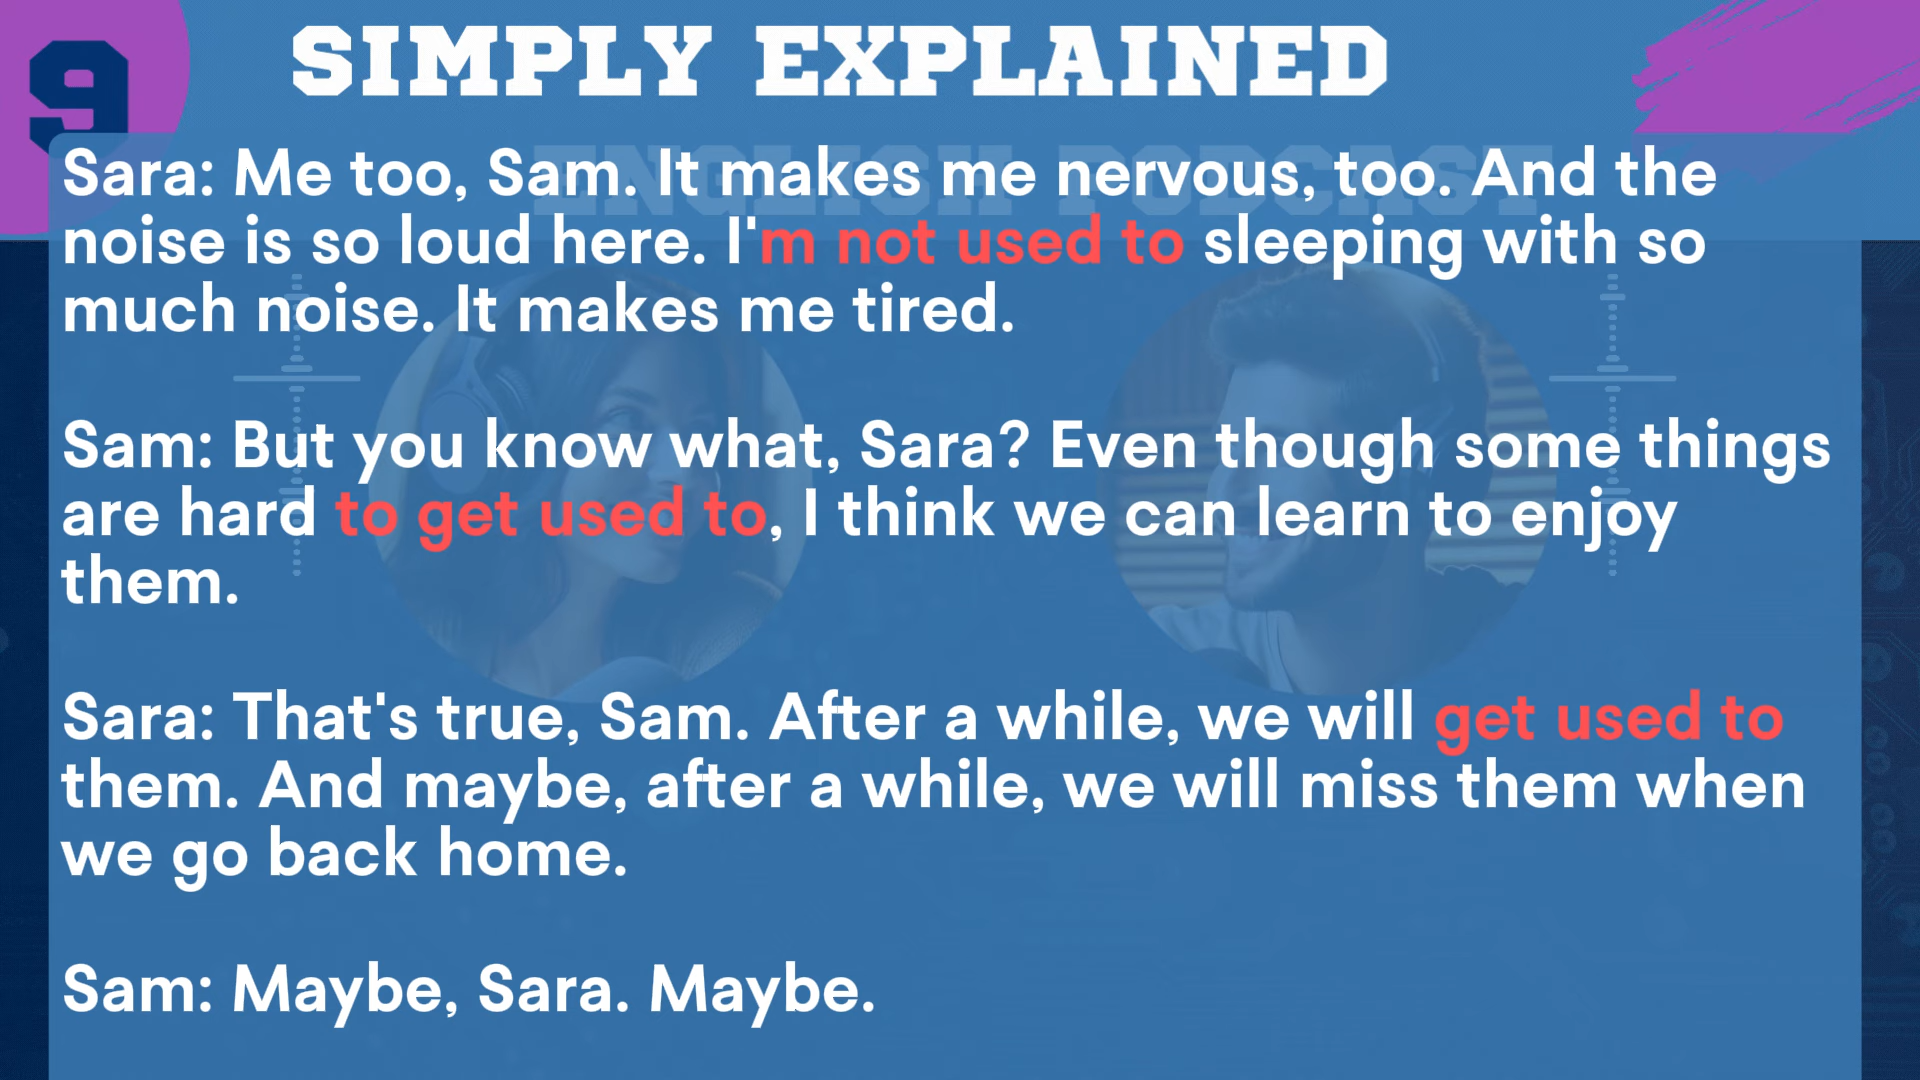 9
SIMPLY EXPLAINED
ENGLISH PODCAST
Sara: Me too, Sam. It makes me nervous, too. And the
noise is so loud here. I'm not used to sleeping with so
much noise. It makes me tired.
Sam: But you know what, Sara? Even though some things
are hard to get used to, I think we can learn to enjoy
them.
Sara: That's true, Sam. After a while, we will get used to
them. And maybe, after a while, we will miss them when
we go back home.
Sam: Maybe, Sara. Maybe.